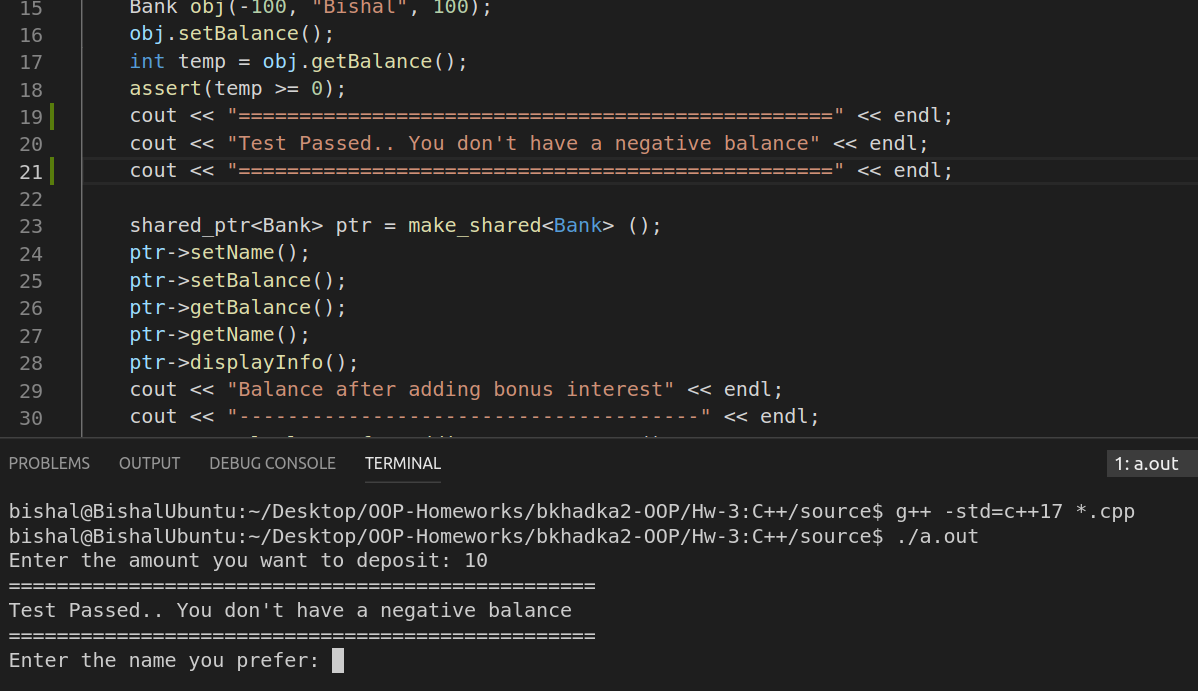 15 Bank obj(-100, "Bishal", 100);
16 obj.setBalance();
17 int temp = obj.getBalance();
18 assert(temp >= 0);
19 cout << "=================================================" << endl;
20 cout << "Test Passed.. You don't have a negative balance" << endl;
21 cout << "=================================================" << endl;
22
23 shared_ptr<Bank> ptr = make_shared<Bank> ();
24 ptr->setName();
25 ptr->setBalance();
26 ptr->getBalance();
27 ptr->getName();
28 ptr->displayInfo();
29 cout << "Balance after adding bonus interest" << endl;
30 cout << "--------------------------------------" << endl;
PROBLEMS OUTPUT DEBUG CONSOLE TERMINAL 1: a.out
bishal@BishalUbuntu:~/Desktop/OOP-Homeworks/bkhadka2-OOP/Hw-3:C++/source$ g++ -std=c++17 *.cpp
bishal@BishalUbuntu:~/Desktop/OOP-Homeworks/bkhadka2-OOP/Hw-3:C++/source$ ./a.out
Enter the amount you want to deposit: 10
=================================================
Test Passed.. You don't have a negative balance
=================================================
Enter the name you prefer: